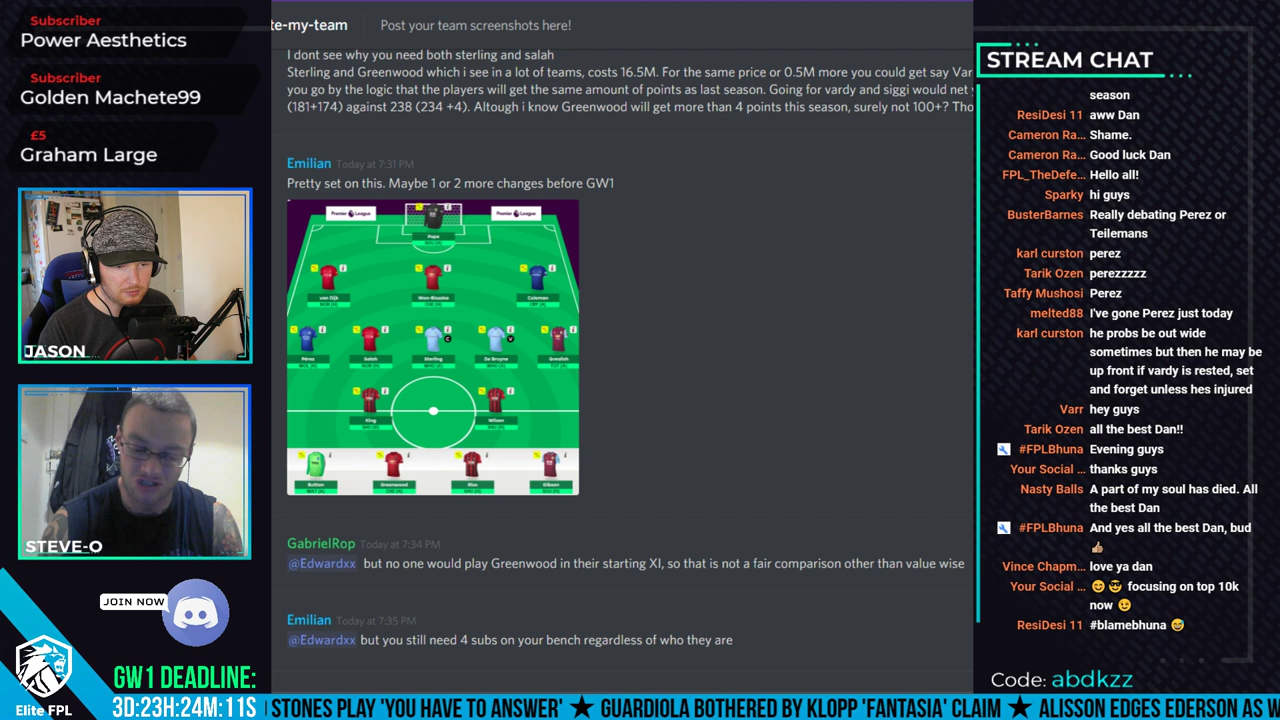 Subscriber
Power Aesthetics
Subscriber
Golden Machete99
£5
Graham Large
JASON
STEVE-O
JOIN NOW
Elite FPL
GW1 DEADLINE:
3D:23H:24M:11S
te-my-team
Post your team screenshots here!
I dont see why you need both sterling and salah
Sterling and Greenwood which i see in a lot of teams, costs 16.5M. For the same price or 0.5M more you could get say Var
you go by the logic that the players will get the same amount of points as last season. Going for vardy and siggi would net
(181+174) against 238 (234 +4). Altough i know Greenwood will get more than 4 points this season, surely not 100+? Tho
Emilian Today at 7:31 PM
Pretty set on this. Maybe 1 or 2 more changes before GW1
Premier League
Premier League
Pope
van Dijk
Wan-Bissaka
Coleman
Pérez
Salah
Sterling
De Bruyne
Grealish
King
Wilson
Button
Greenwood
Rico
GabrielRop Today at 7:34 PM
@Edwardxx but no one would play Greenwood in their starting XI, so that is not a fair comparison other than value wise
Emilian Today at 7:35 PM
@Edwardxx but you still need 4 subs on your bench regardless of who they are
STREAM CHAT
season
ResiDesi 11 aww Dan
Cameron Ra... Shame.
Cameron Ra... Good luck Dan
FPL_TheDefe... Hello all!
Sparky hi guys
BusterBarnes Really debating Perez or
Teilemans
karl curston perez
Tarik Ozen perezzzzz
Taffy Mushosi Perez
melted88 I've gone Perez just today
karl curston he probs be out wide
sometimes but then he may be
up front if vardy is rested, set
and forget unless hes injured
Varr hey guys
Tarik Ozen all the best Dan!!
#FPLBhuna Evening guys
Your Social ... thanks guys
Nasty Balls A part of my soul has died. All
the best Dan
#FPLBhuna And yes all the best Dan, bud
👍🏼
Vince Chapm... love ya dan
Your Social ... 😊😎 focusing on top 10k
now 😉
ResiDesi 11 #blamebhuna 😅
Code: abdkzz
STONES PLAY 'YOU HAVE TO ANSWER' ★ GUARDIOLA BOTHERED BY KLOPP 'FANTASIA' CLAIM ★ ALISSON EDGES EDERSON AS W